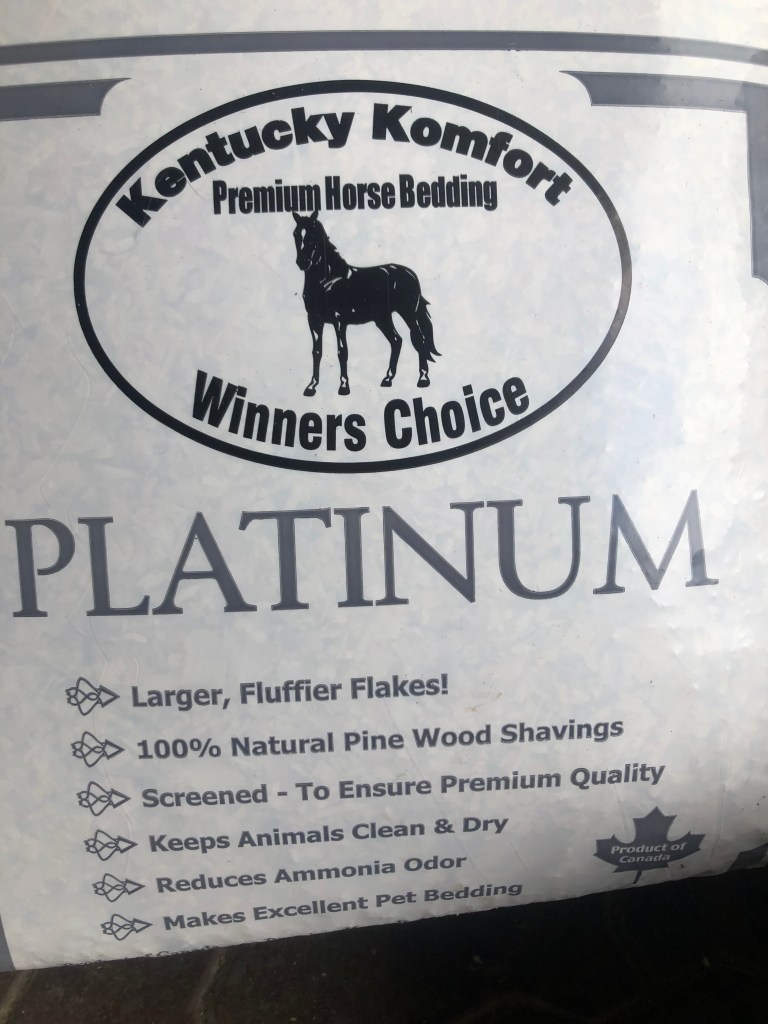 Kentucky Komfort
Premium Horse Bedding
Winners Choice
PLATINUM
Larger, Fluffier Flakes!
100% Natural Pine Wood Shavings
Screened - To Ensure Premium Quality
Keeps Animals Clean & Dry
Product of
Canada
Reduces Ammonia Odor
Makes Excellent Pet Bedding